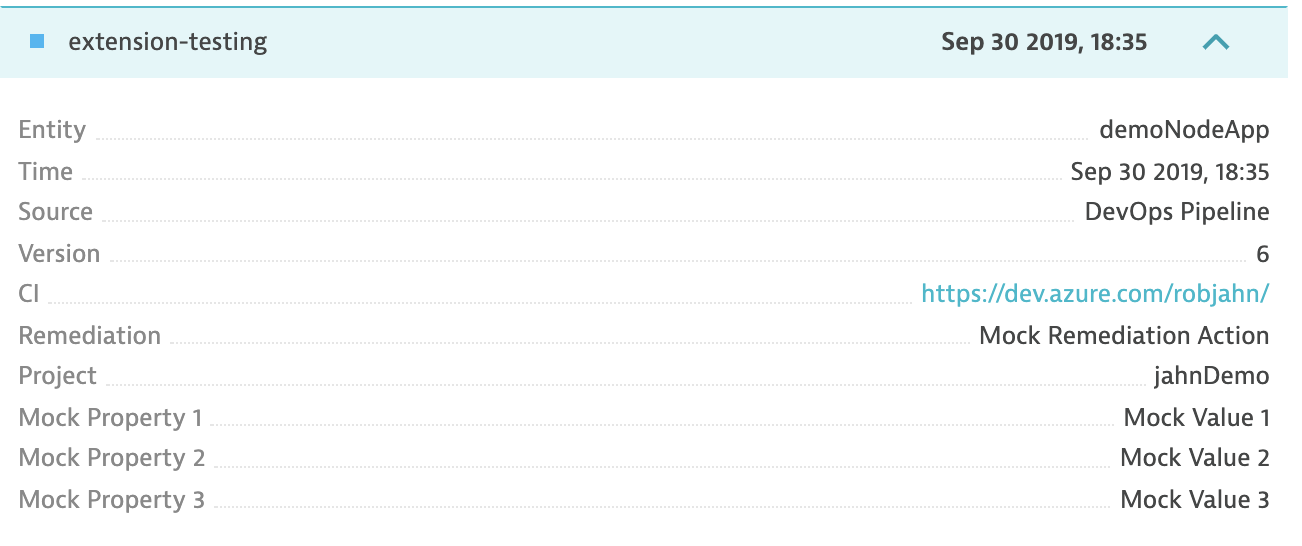 extension-testing Sep 30 2019, 18:35
Entity demoNodeApp
Time Sep 30 2019, 18:35
Source DevOps Pipeline
Version 6
CI https://dev.azure.com/robjahn/
Remediation Mock Remediation Action
Project jahnDemo
Mock Property 1 Mock Value 1
Mock Property 2 Mock Value 2
Mock Property 3 Mock Value 3